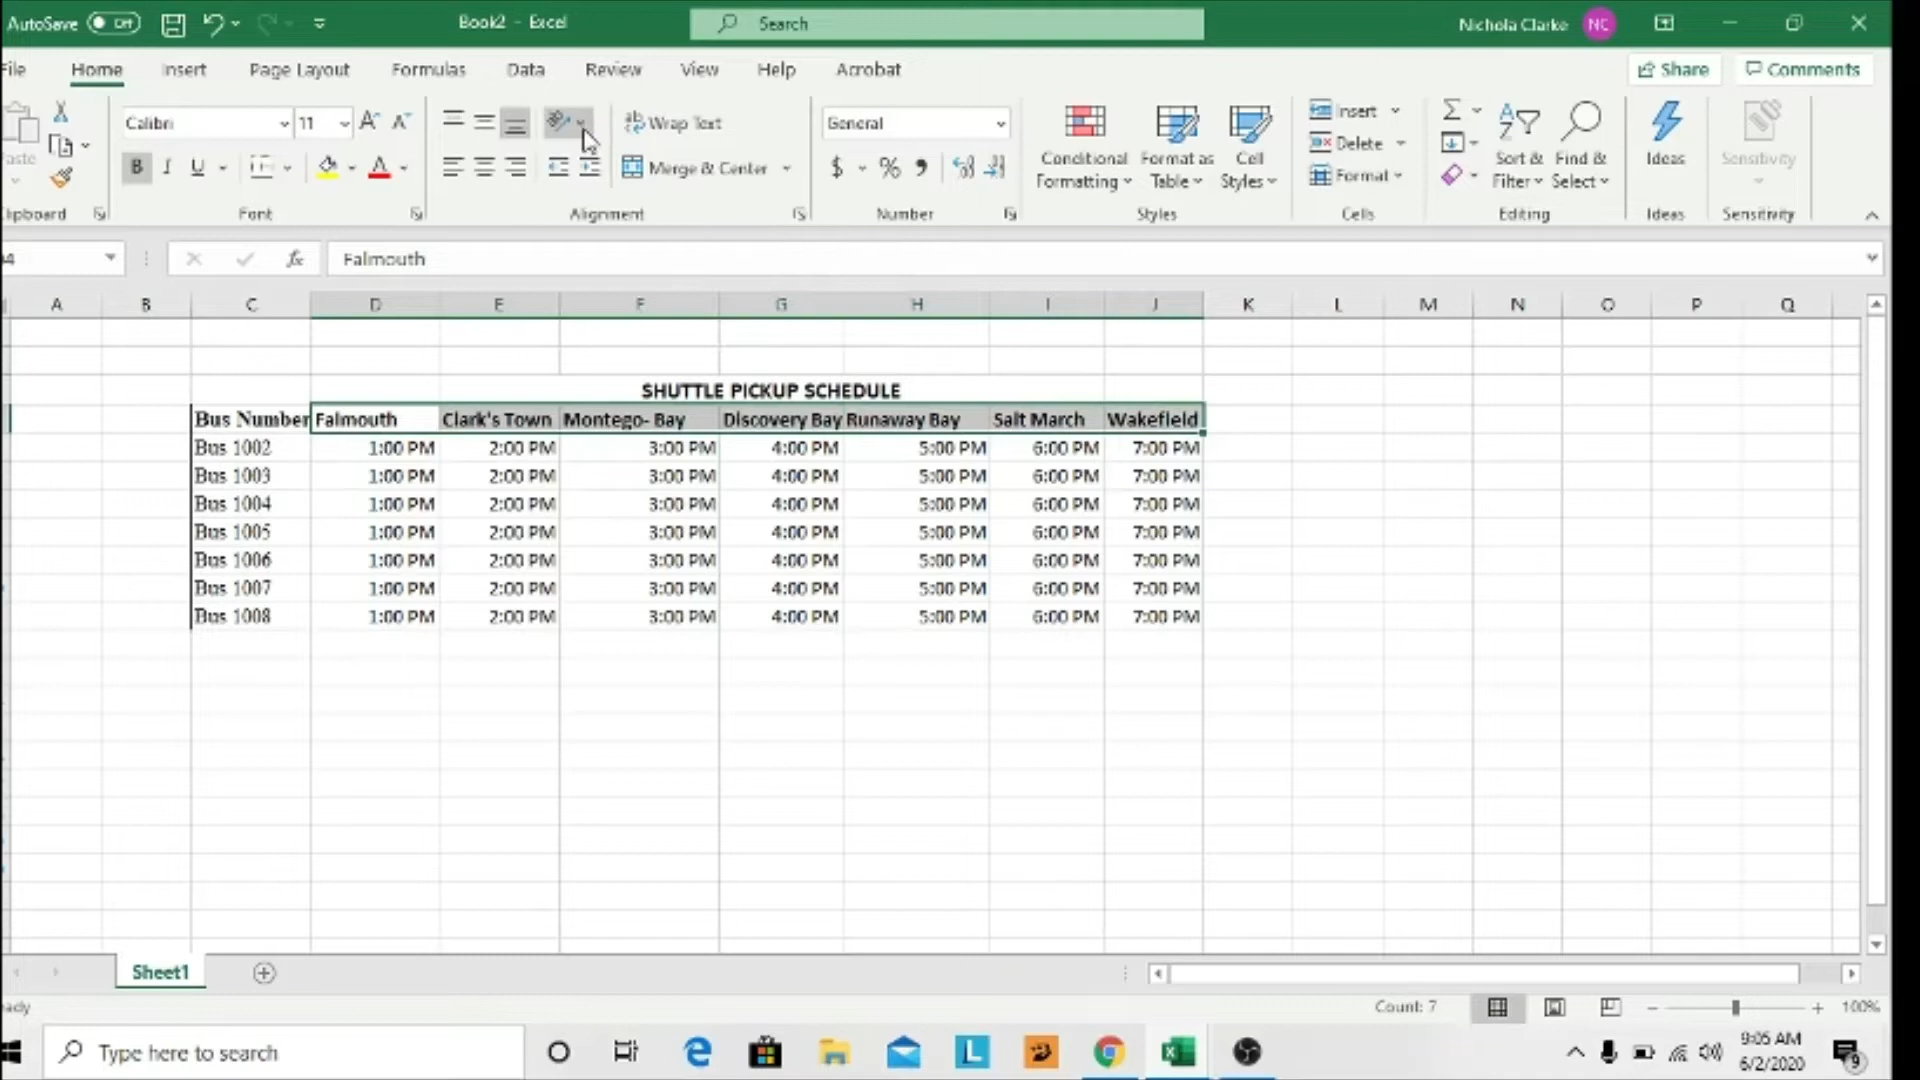 AutoSave Off Book2 - Excel Search Nichola Clarke NC
File Home Insert Page Layout Formulas Data Review View Help Acrobat Share Comments
Calibri 11 Wrap Text General Insert
Paste B I U Merge & Center $ % , Conditional Formatting Format as Table Cell Styles Delete Format Sort & Filter Find & Select Ideas Sensitivity
lipboard Font Alignment Number Styles Cells Editing Ideas Sensitivity
04 fx Falmouth
A B C D E F G H I J K L M N O P Q
SHUTTLE PICKUP SCHEDULE
Bus Number Falmouth Clark's Town Montego- Bay Discovery Bay Runaway Bay Salt March Wakefield
Bus 1002 1:00 PM 2:00 PM 3:00 PM 4:00 PM 5:00 PM 6:00 PM 7:00 PM
Bus 1003 1:00 PM 2:00 PM 3:00 PM 4:00 PM 5:00 PM 6:00 PM 7:00 PM
Bus 1004 1:00 PM 2:00 PM 3:00 PM 4:00 PM 5:00 PM 6:00 PM 7:00 PM
Bus 1005 1:00 PM 2:00 PM 3:00 PM 4:00 PM 5:00 PM 6:00 PM 7:00 PM
Bus 1006 1:00 PM 2:00 PM 3:00 PM 4:00 PM 5:00 PM 6:00 PM 7:00 PM
Bus 1007 1:00 PM 2:00 PM 3:00 PM 4:00 PM 5:00 PM 6:00 PM 7:00 PM
Bus 1008 1:00 PM 2:00 PM 3:00 PM 4:00 PM 5:00 PM 6:00 PM 7:00 PM
Sheet1
eady Count: 7 100%
Type here to search 9:05 AM
6/2/2020 9